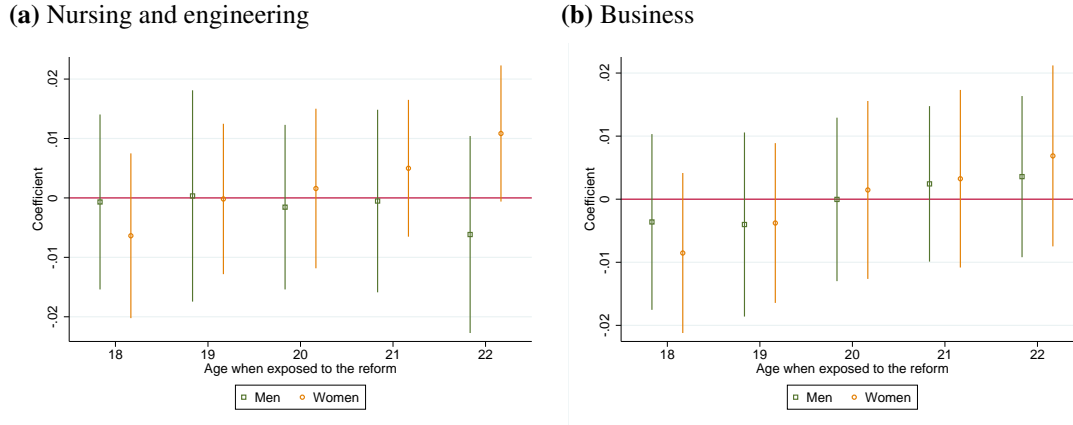 (a) Nursing and engineering
.02
.01
0
-.01
-.02
Coefficient
18 19 20 21 22
Age when exposed to the reform
Men Women
(b) Business
.02
.01
0
-.01
-.02
Coefficient
18 19 20 21 22
Age when exposed to the reform
Men Women